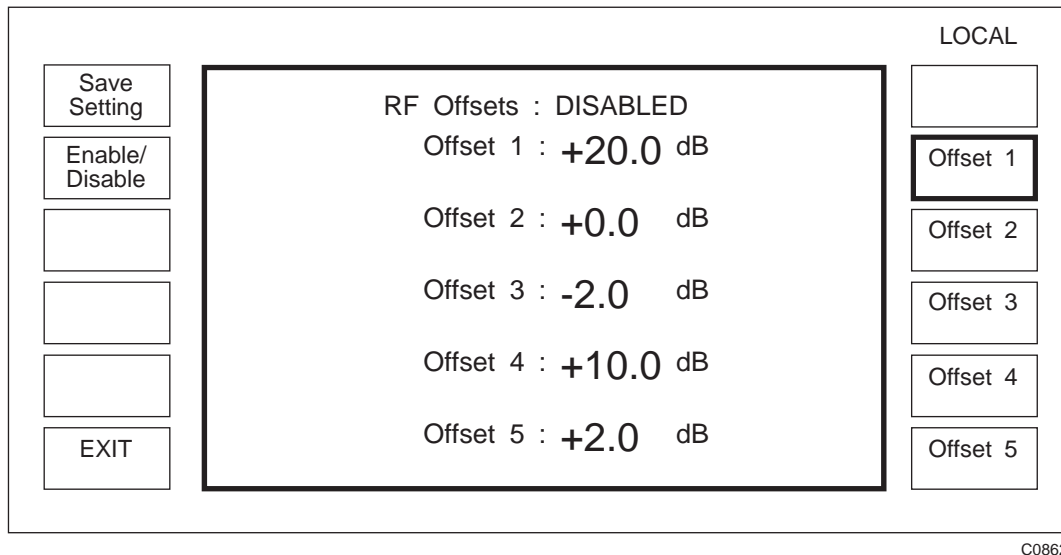 LOCAL
Save
Setting
Enable/
Disable
EXIT
RF Offsets : DISABLED
Offset 1 : +20.0 dB
Offset 2 : +0.0 dB
Offset 3 : -2.0 dB
Offset 4 : +10.0 dB
Offset 5 : +2.0 dB
Offset 1
Offset 2
Offset 3
Offset 4
Offset 5